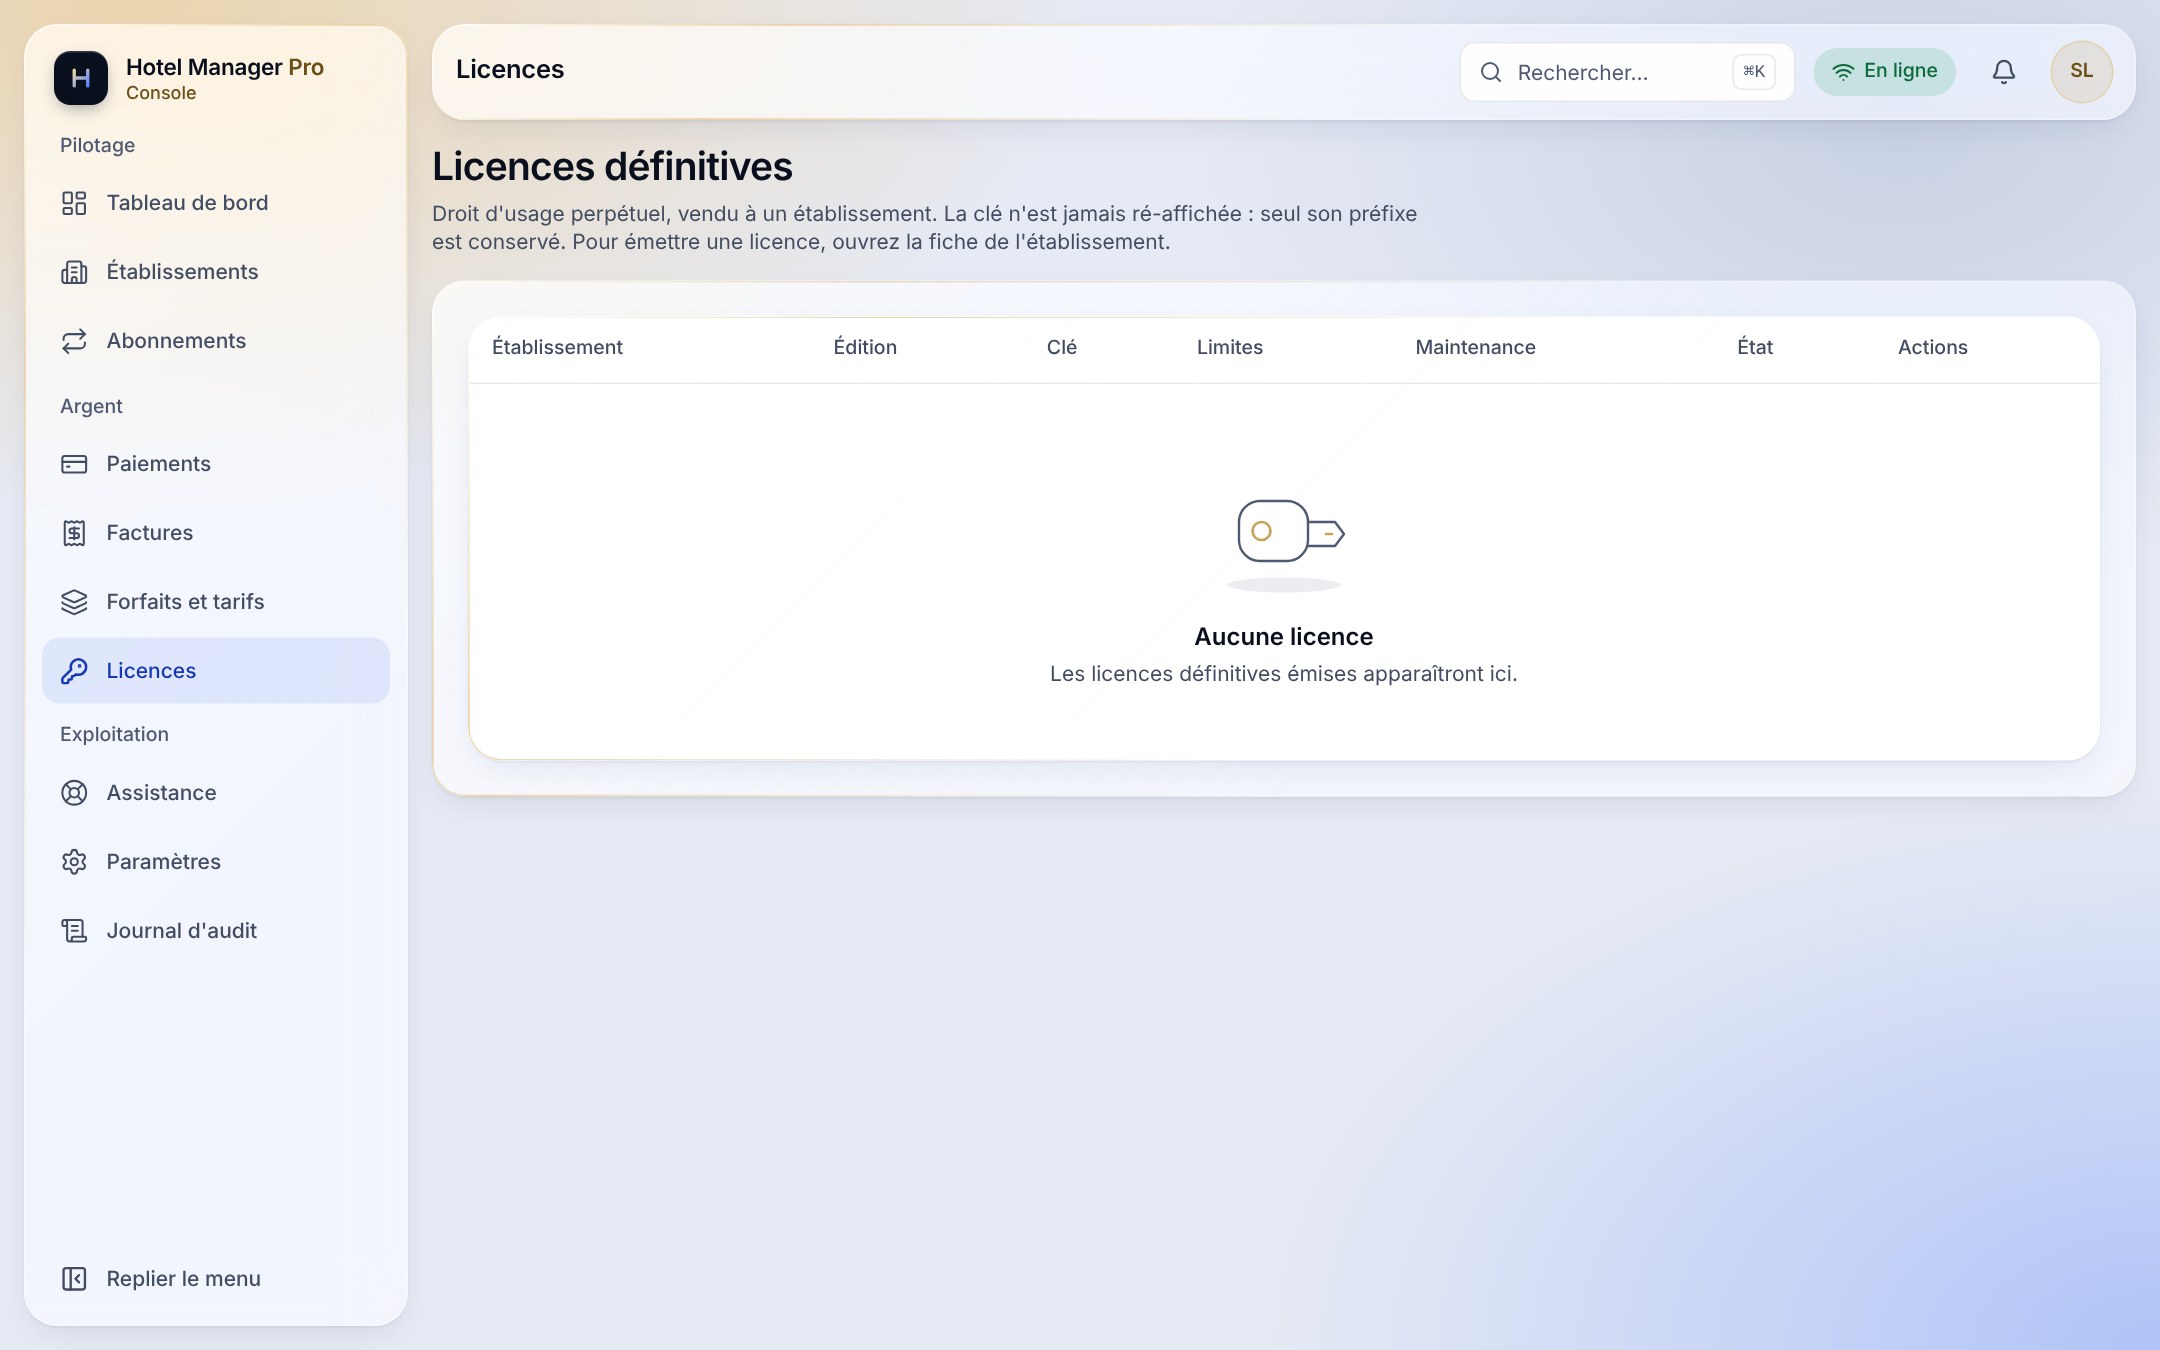 Hotel Manager Pro
Console
Pilotage
Tableau de bord
Établissements
Abonnements
Argent
Paiements
Factures
Forfaits et tarifs
Licences
Exploitation
Assistance
Paramètres
Journal d'audit
Replier le menu
Licences
Rechercher...
⌘K
En ligne
SL
Licences définitives
Droit d'usage perpétuel, vendu à un établissement. La clé n'est jamais ré-affichée : seul son préfixe
est conservé. Pour émettre une licence, ouvrez la fiche de l'établissement.
Établissement Édition Clé Limites Maintenance État Actions
Aucune licence
Les licences définitives émises apparaîtront ici.